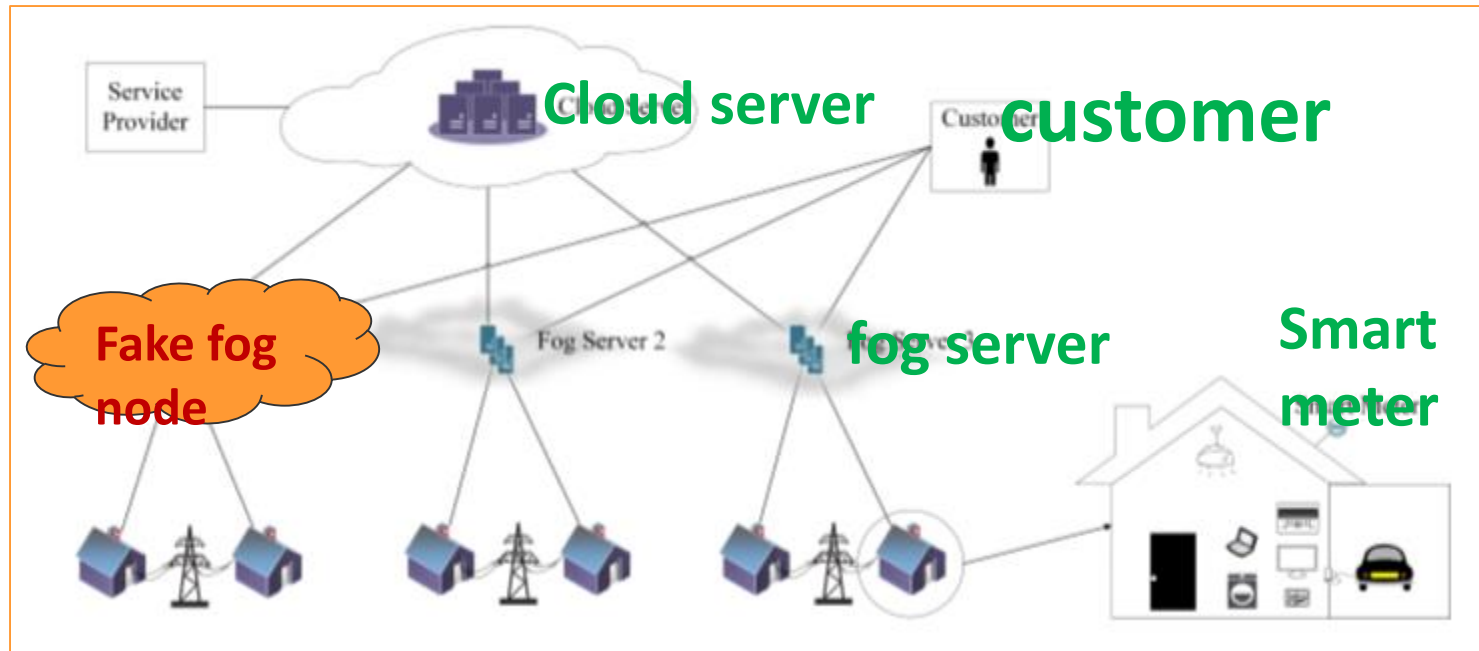 Service
Provider
Cloud server
Customer
customer
Fake fog
node
Fog Server 2
fog server
Smart
meter